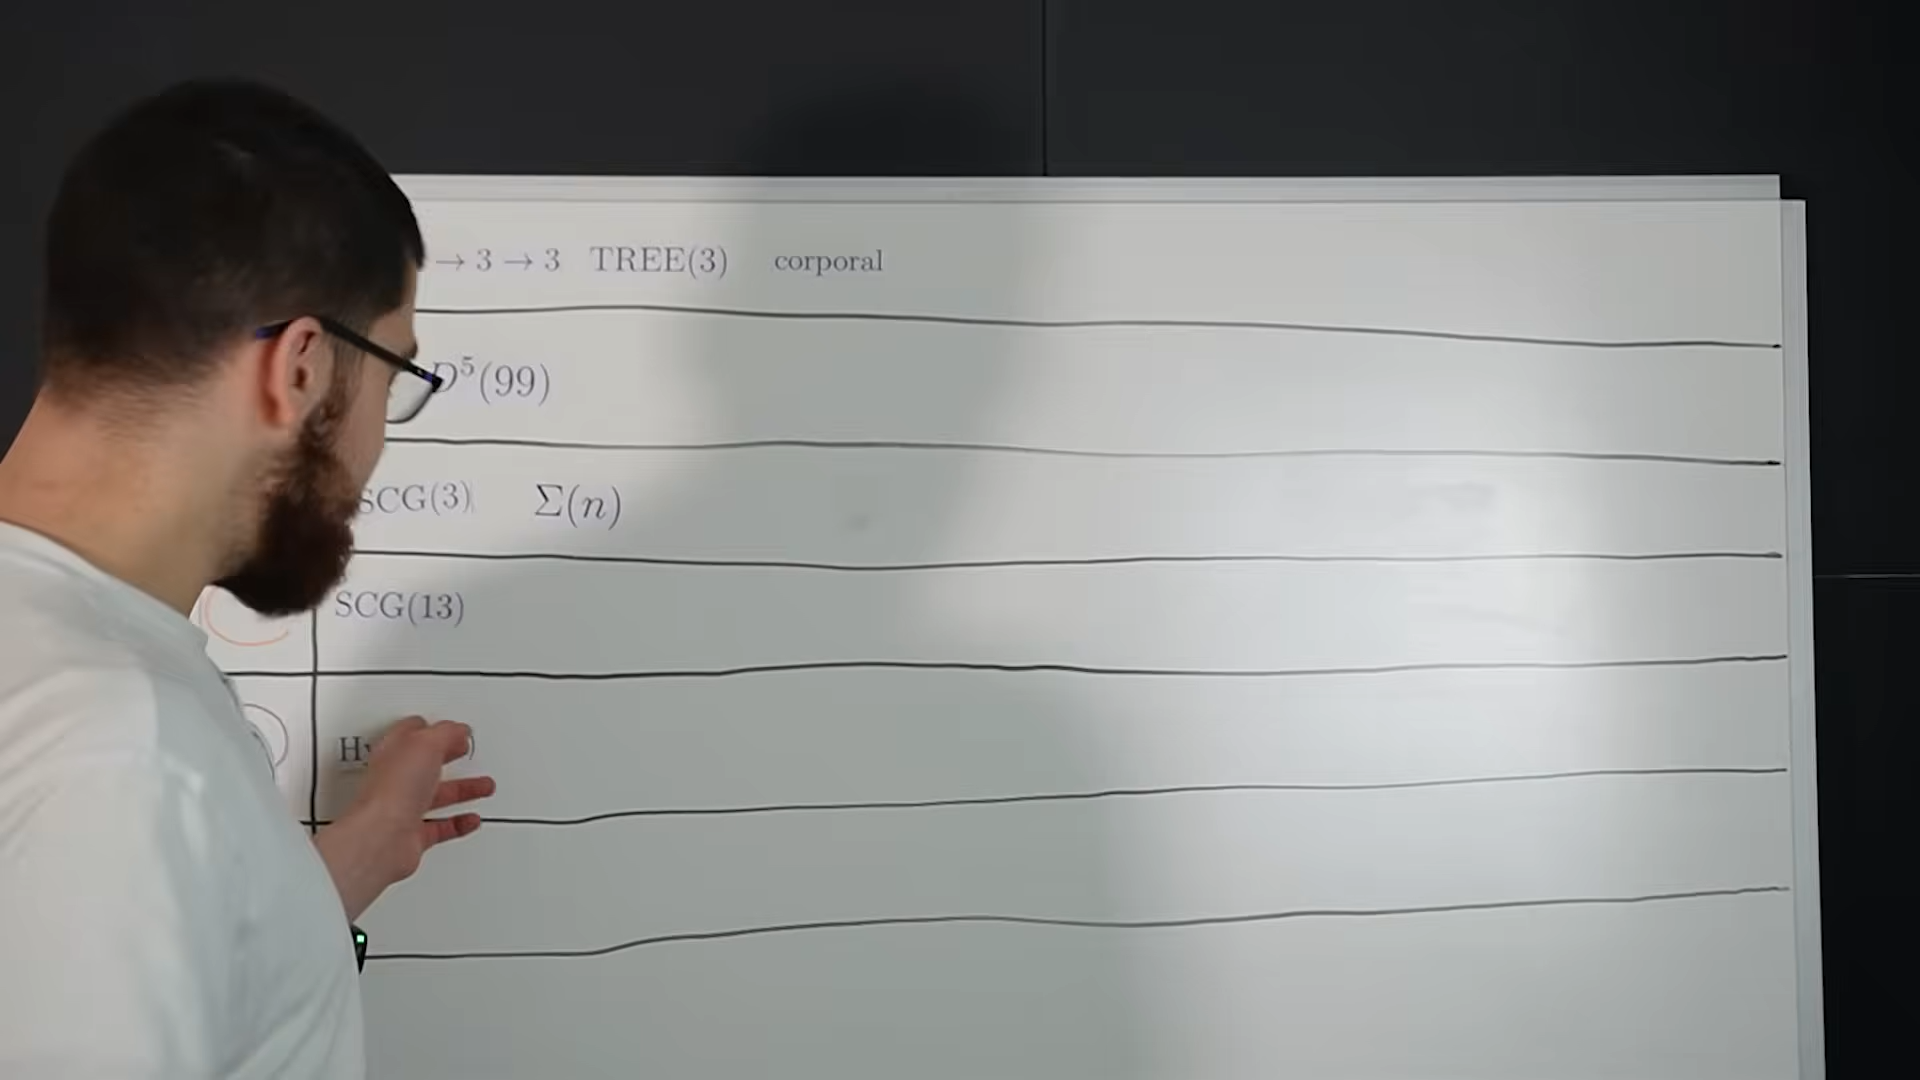 → 3 → 3 TREE(3) corporal
D⁵(99)
SCG(3) Σ(n)
C SCG(13)